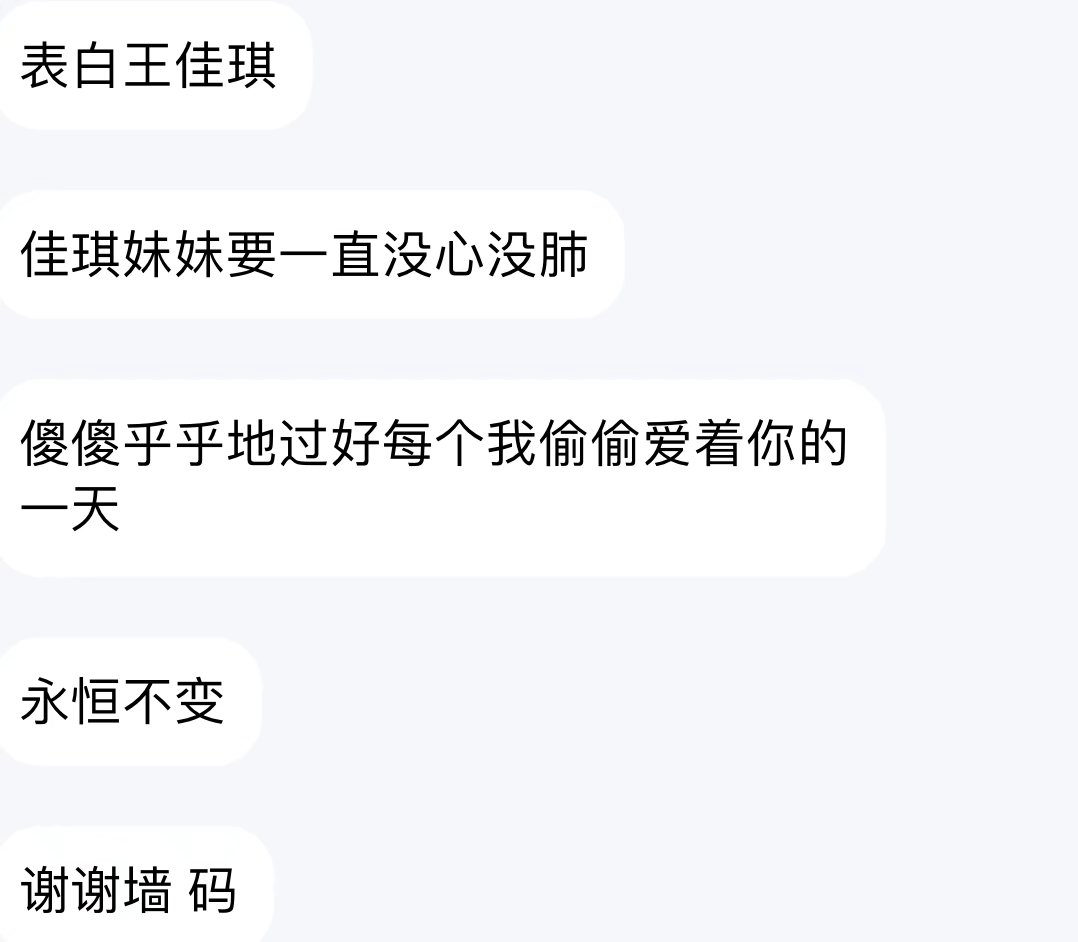 表白王佳琪
佳琪妹妹要一直没心没肺
傻傻乎乎地过好每个我偷偷爱着你的
一天
永恒不变
谢谢墙 码